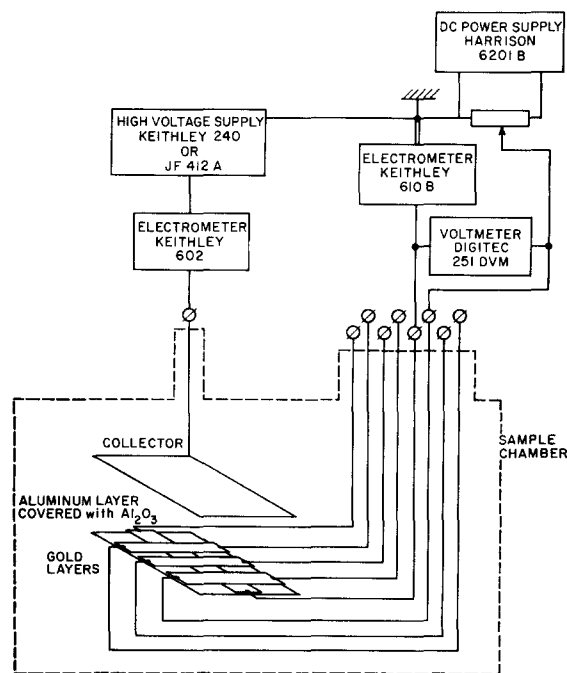 DC POWER SUPPLY
HARRISON
6201 B
HIGH VOLTAGE SUPPLY
KEITHLEY 240
OR
JF 412 A
ELECTROMETER
KEITHLEY
610 B
ELECTROMETER
KEITHLEY
602
VOLTMETER
DIGITEC
251 DVM
COLLECTOR
SAMPLE
CHAMBER
ALUMINUM LAYER
COVERED with Al2O3
GOLD
LAYERS